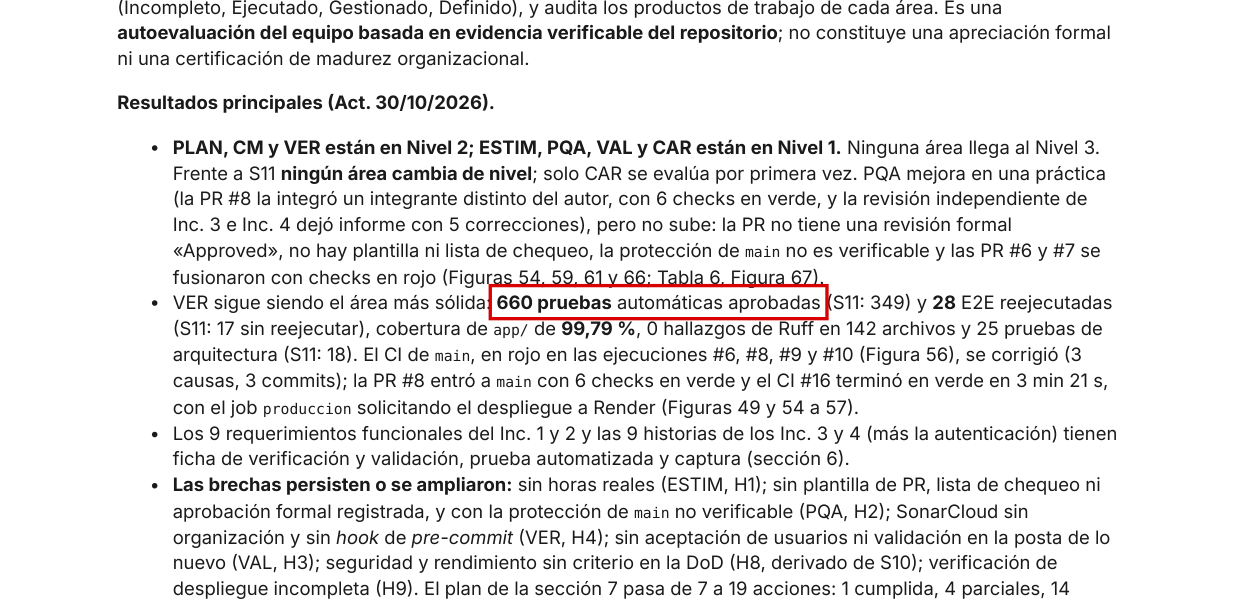 (Incompleto, Ejecutado, Gestionado, Definido), y audita los productos de trabajo de cada área. Es una
autoevaluación del equipo basada en evidencia verificable del repositorio; no constituye una apreciación formal
ni una certificación de madurez organizacional.
Resultados principales (Act. 30/10/2026).
• PLAN, CM y VER están en Nivel 2; ESTIM, PQA, VAL y CAR están en Nivel 1. Ninguna área llega al Nivel 3.
Frente a S11 ningún área cambia de nivel; solo CAR se evalúa por primera vez. PQA mejora en una práctica
(la PR #8 la integró un integrante distinto del autor, con 6 checks en verde, y la revisión independiente de
Inc. 3 e Inc. 4 dejó informe con 5 correcciones), pero no sube: la PR no tiene una revisión formal
«Approved», no hay plantilla ni lista de chequeo, la protección de main no es verificable y las PR #6 y #7 se
fusionaron con checks en rojo (Figuras 54, 59, 61 y 66; Tabla 6, Figura 67).
• VER sigue siendo el área más sólida: 660 pruebas automáticas aprobadas (S11: 349) y 28 E2E reejecutadas
(S11: 17 sin reejecutar), cobertura de app/ de 99,79 %, 0 hallazgos de Ruff en 142 archivos y 25 pruebas de
arquitectura (S11: 18). El CI de main, en rojo en las ejecuciones #6, #8, #9 y #10 (Figura 56), se corrigió (3
causas, 3 commits); la PR #8 entró a main con 6 checks en verde y el CI #16 terminó en verde en 3 min 21 s,
con el job produccion solicitando el despliegue a Render (Figuras 49 y 54 a 57).
• Los 9 requerimientos funcionales del Inc. 1 y 2 y las 9 historias de los Inc. 3 y 4 (más la autenticación) tienen
ficha de verificación y validación, prueba automatizada y captura (sección 6).
• Las brechas persisten o se ampliaron: sin horas reales (ESTIM, H1); sin plantilla de PR, lista de chequeo ni
aprobación formal registrada, y con la protección de main no verificable (PQA, H2); SonarCloud sin
organización y sin hook de pre-commit (VER, H4); sin aceptación de usuarios ni validación en la posta de lo
nuevo (VAL, H3); seguridad y rendimiento sin criterio en la DoD (H8, derivado de S10); verificación de
despliegue incompleta (H9). El plan de la sección 7 pasa de 7 a 19 acciones: 1 cumplida, 4 parciales, 14